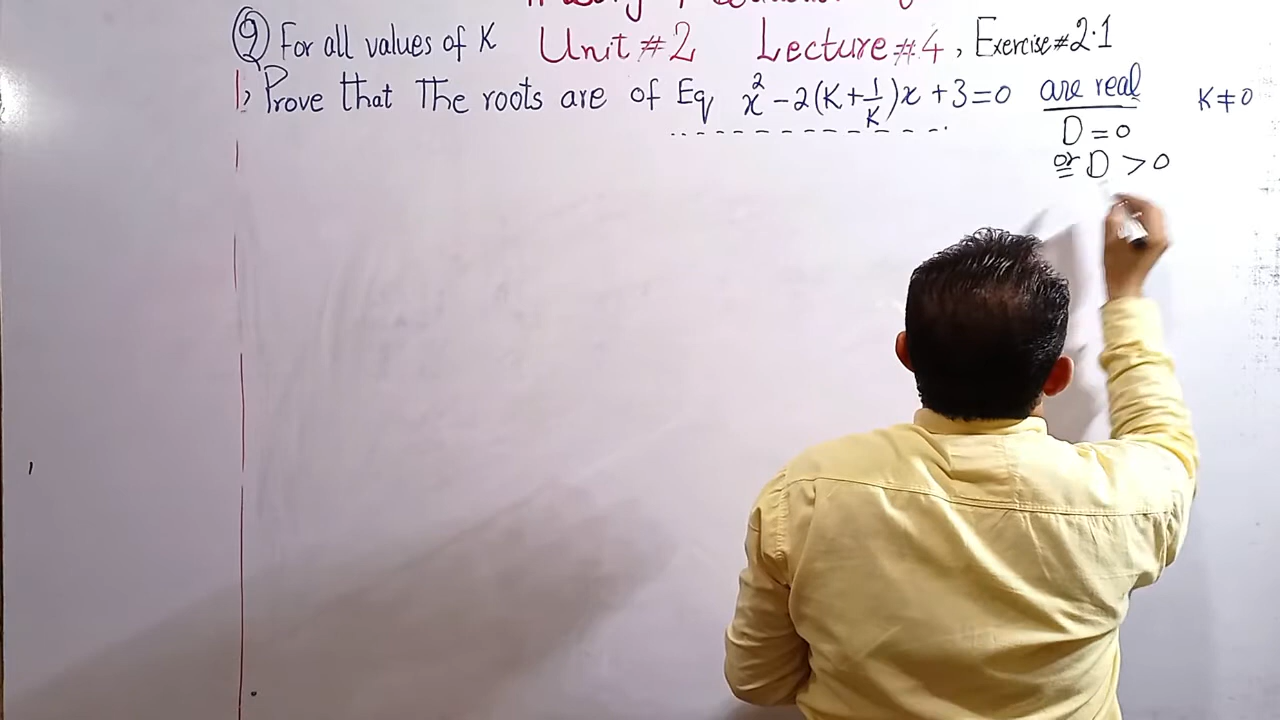 Q For all values of K Unit #2 Lecture #4, Exercise #2.1
1, Prove that The roots are of Eq x² - 2(K + 1/K)x + 3 = 0 are real K ≠ 0
D = 0
or D > 0